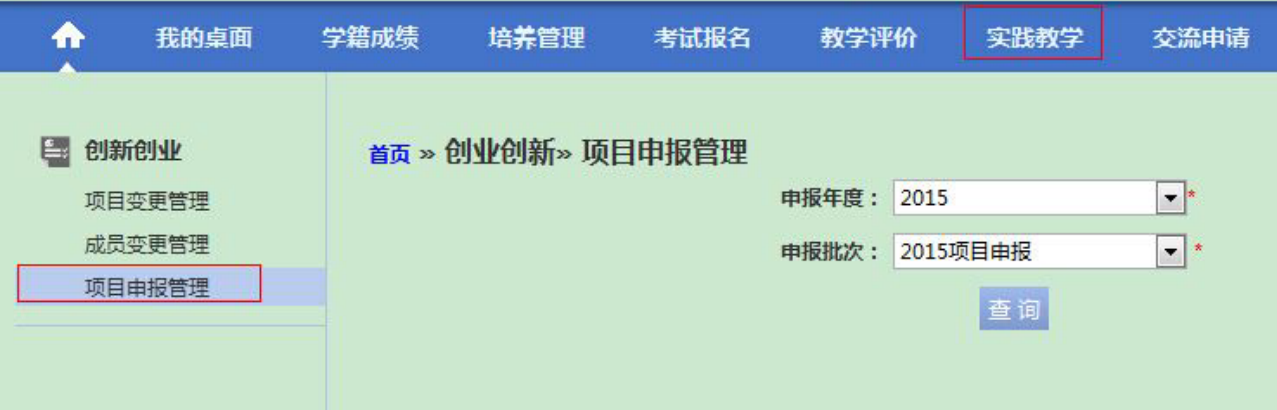 我的桌面 学籍成绩 培养管理 考试报名 教学评价 实践教学 交流申请
创新创业
项目变更管理
成员变更管理
项目申报管理
首页 » 创业创新» 项目申报管理
申报年度： 2015 *
申报批次： 2015项目申报 *
查 询